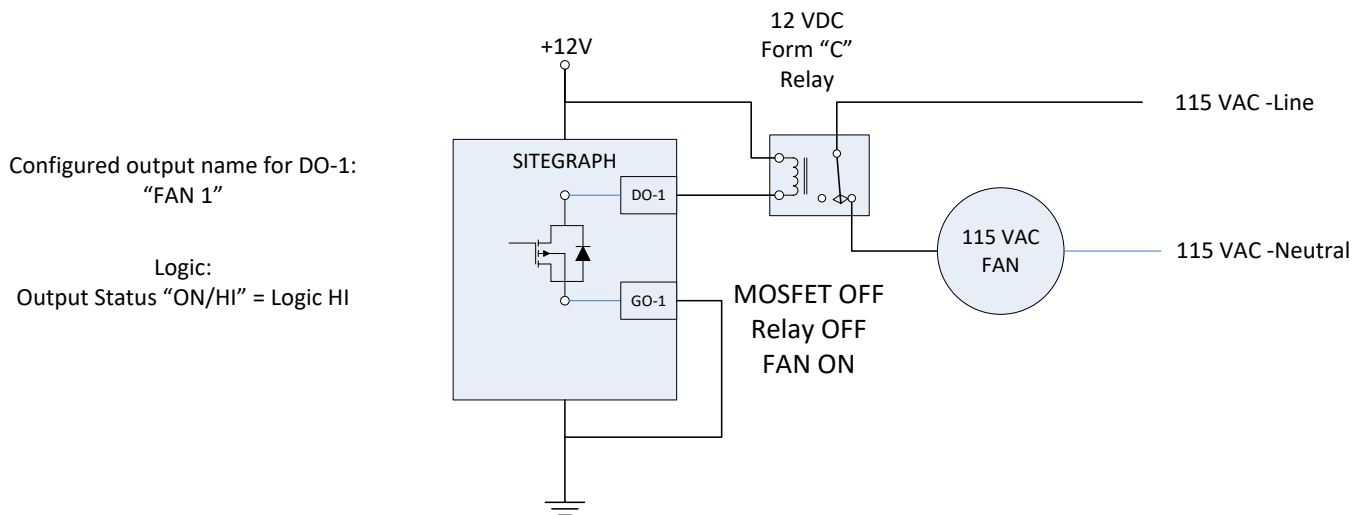 +12V
12 VDC
Form “C”
Relay
115 VAC -Line
Configured output name for DO-1:
“FAN 1”
SITEGRAPH
DO-1
115 VAC
FAN
115 VAC -Neutral
Logic:
Output Status “ON/HI” = Logic HI
GO-1
MOSFET OFF
Relay OFF
FAN ON